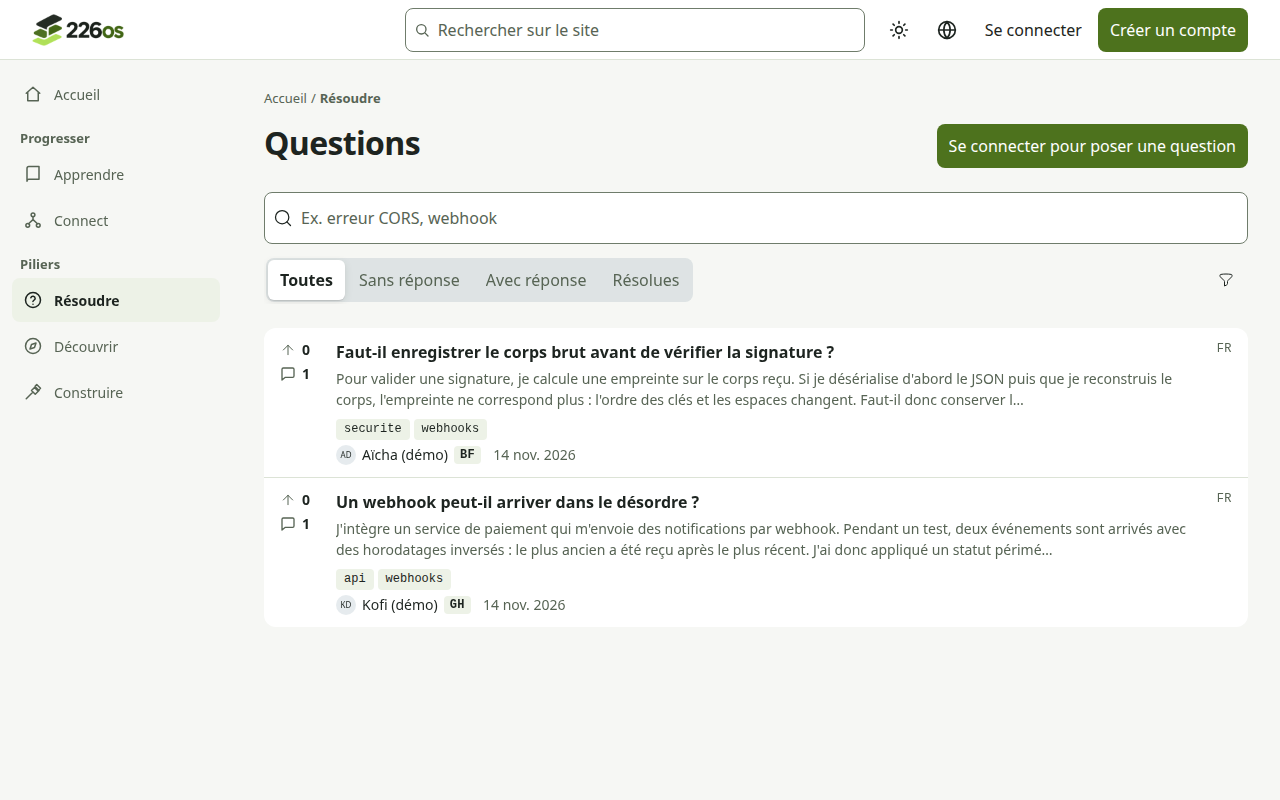 226os
Rechercher sur le site
Se connecter
Créer un compte
Accueil
Progresser
Apprendre
Connect
Piliers
Résoudre
Découvrir
Construire
Accueil / Résoudre
Questions
Se connecter pour poser une question
Ex. erreur CORS, webhook
Toutes
Sans réponse
Avec réponse
Résolues
0
1
Faut-il enregistrer le corps brut avant de vérifier la signature ?
FR
Pour valider une signature, je calcule une empreinte sur le corps reçu. Si je désérialise d'abord le JSON puis que je reconstruis le
corps, l'empreinte ne correspond plus : l'ordre des clés et les espaces changent. Faut-il donc conserver l…
securite webhooks
AD Aïcha (démo) BF 14 nov. 2026
0
1
Un webhook peut-il arriver dans le désordre ?
FR
J'intègre un service de paiement qui m'envoie des notifications par webhook. Pendant un test, deux événements sont arrivés avec
des horodatages inversés : le plus ancien a été reçu après le plus récent. J'ai donc appliqué un statut périmé…
api webhooks
KD Kofi (démo) GH 14 nov. 2026